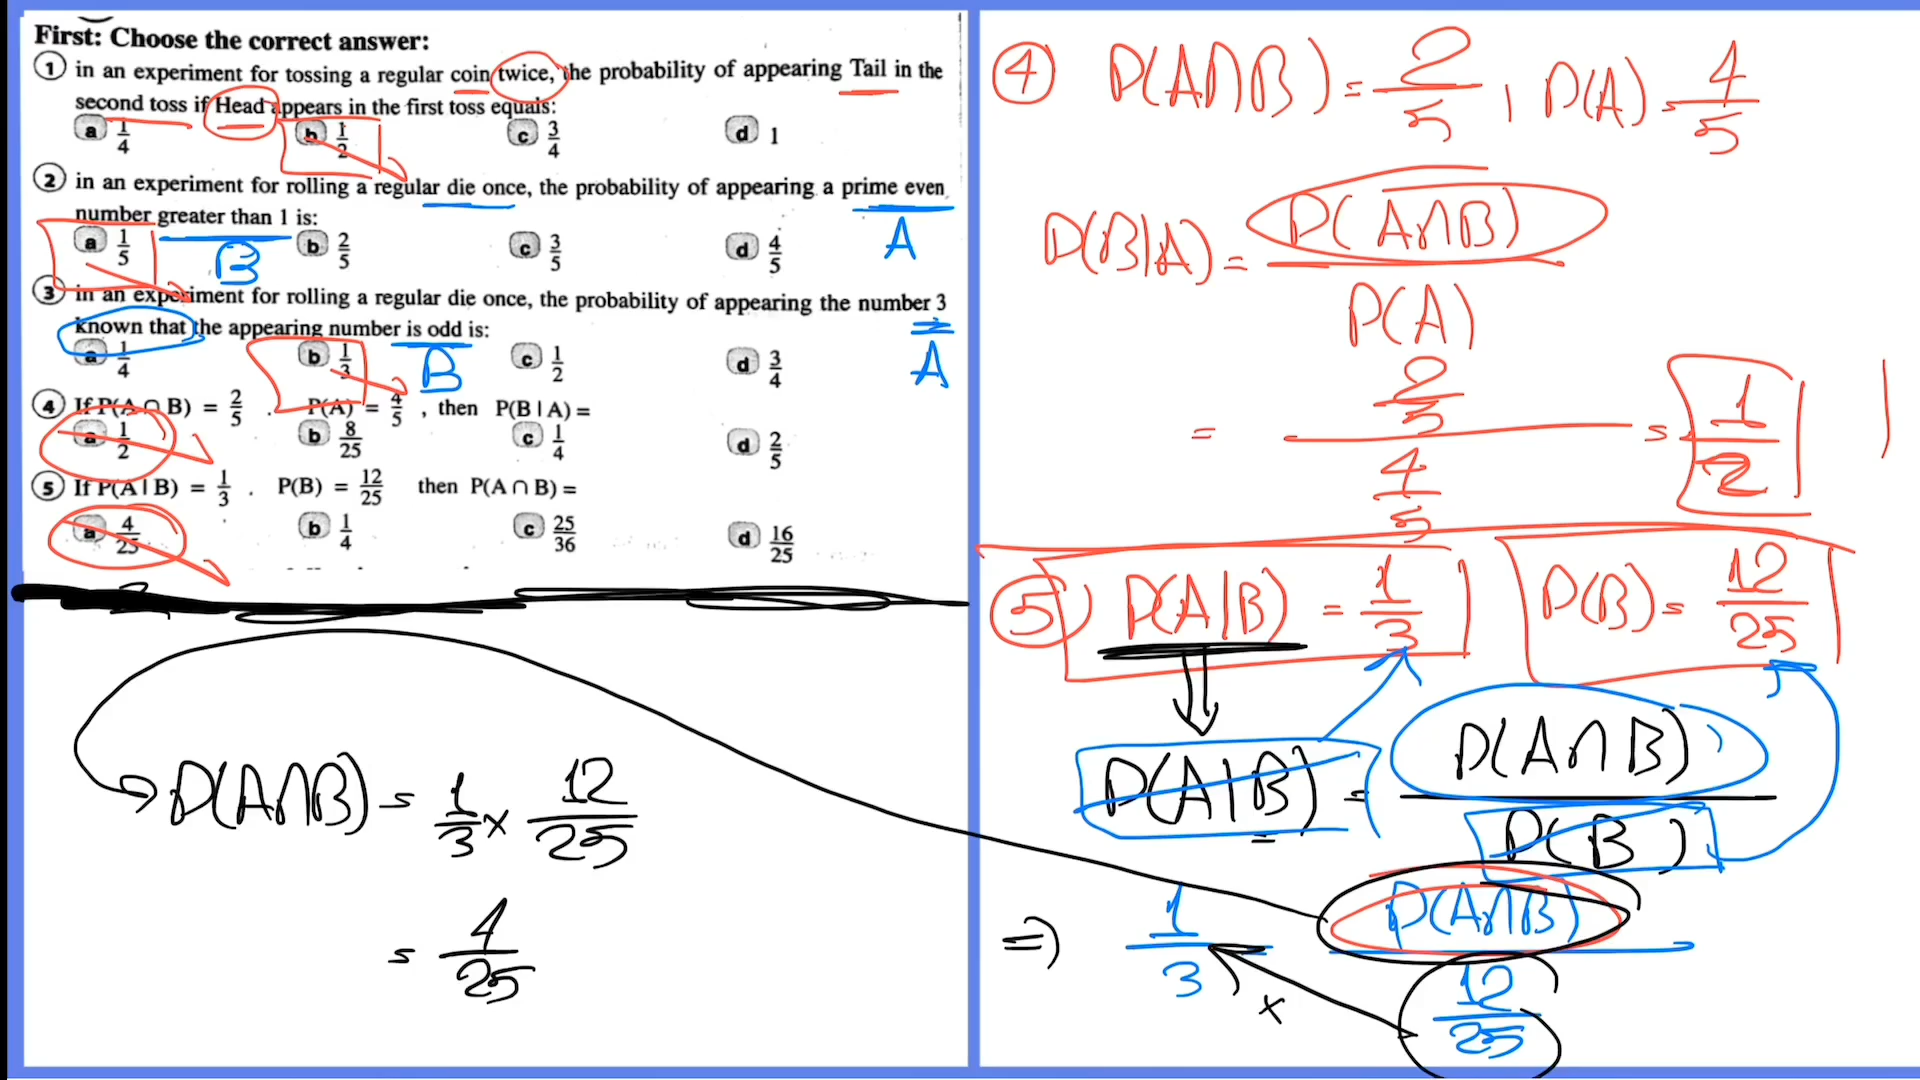 First: Choose the correct answer:
1 in an experiment for tossing a regular coin twice, the probability of appearing Tail in the
second toss if Head appears in the first toss equals:
a 1/4 b 1/2 c 3/4 d 1
2 in an experiment for rolling a regular die once, the probability of appearing a prime even
number greater than 1 is:
A
a 1/5 B b 2/5 c 3/5 d 4/5
3 in an experiment for rolling a regular die once, the probability of appearing the number 3
known that the appearing number is odd is:
a 1/4 b 1/3 B c 1/2 d 3/4 A
4 If P(A ∩ B) = 2/5 . P(A) = 4/5 , then P(B | A) =
a 1/2 b 8/25 c 1/4 d 2/5
5 If P(A | B) = 1/3 . P(B) = 12/25 then P(A ∩ B) =
a 4/25 b 1/4 c 25/36 d 16/25
P(A∩B) = 1/3 × 12/25
= 4/25
4 P(A∩B) = 2/5 , P(A) = 4/5
P(B|A) = P(A∩B)/P(A)
= 2/5 / 4/5 = 1/2
5) P(A|B) = 1/3 P(B) = 12/25
P(A|B) = P(A∩B)/P(B)
⇒ 1/3 P(A∩B)/12/25
×